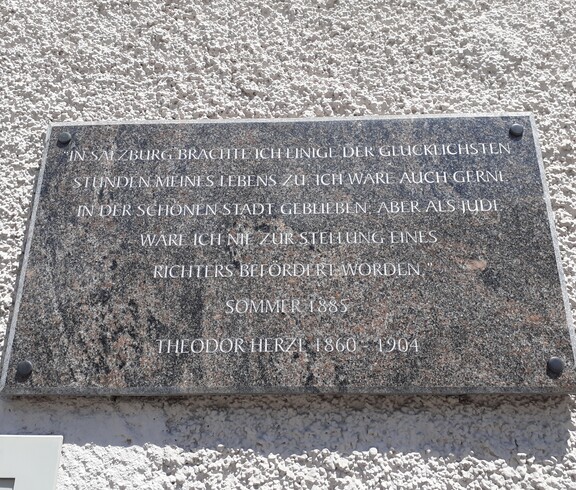 "IN SALZBURG BRACHTE ICH EINIGE DER GLÜCKLICHSTEN
STUNDEN MEINES LEBENS ZU. ICH WÄRE AUCH GERNE
IN DER SCHÖNEN STADT GEBLIEBEN; ABER ALS JUDE
WÄRE ICH NIE ZUR STELLUNG EINES
RICHTERS BEFÖRDERT WORDEN."
SOMMER 1885
THEODOR HERZL 1860 - 1904